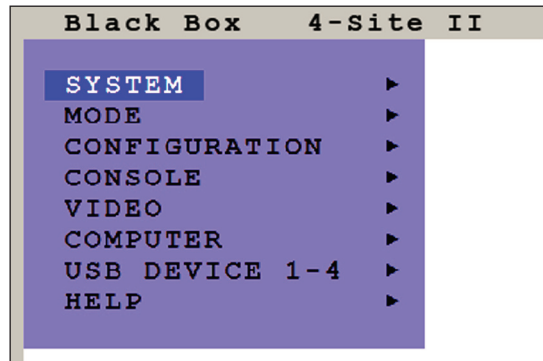 Black Box 4-Site II
SYSTEM ►
MODE ►
CONFIGURATION ►
CONSOLE ►
VIDEO ►
COMPUTER ►
USB DEVICE 1-4 ►
HELP ►